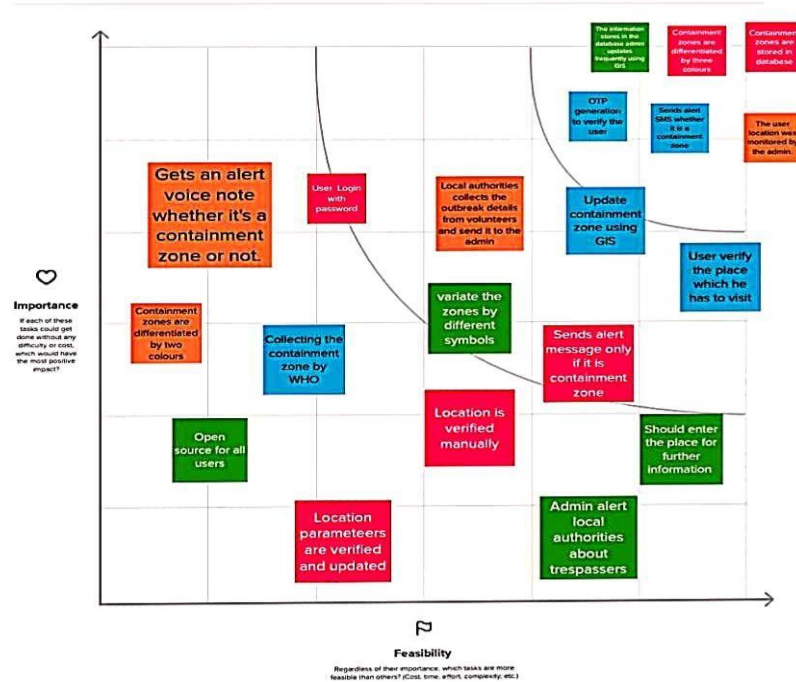 The information
stores in the
database admin
updates
frequently using
GIS
Containment
zones are
differentiated
by three
colours
Containment
zones are
stored in
database
OTP
generation
to verify the
user
Sends alert
SMS whether
it is a
containment
zone
The user
location was
monitored by
the admin.
Gets an alert
voice note
whether it's a
containment
zone or not.
User Login
with
password
Local authorities
collects the
outbreak details
from volunteers
and send it to the
admin
Update
containment
zone using
GIS
User verify
the place
which he
has to visit
Importance
If each of these
tasks could get
done without any
difficulty or cost,
which would have
the most positive
impact?
Containment
zones are
differentiated
by two
colours
Collecting the
containment
zone by
WHO
variate the
zones by
different
symbols
Sends alert
message only
if it is
containment
zone
Open
source for all
users
Location is
verified
manually
Should enter
the place for
further
information
Location
parameteers
are verified
and updated
Admin alert
local
authorities
about
trespassers
Feasibility
Regardless of their importance, which tasks are more
feasible than others? (Cost, time, effort, complexity, etc.)